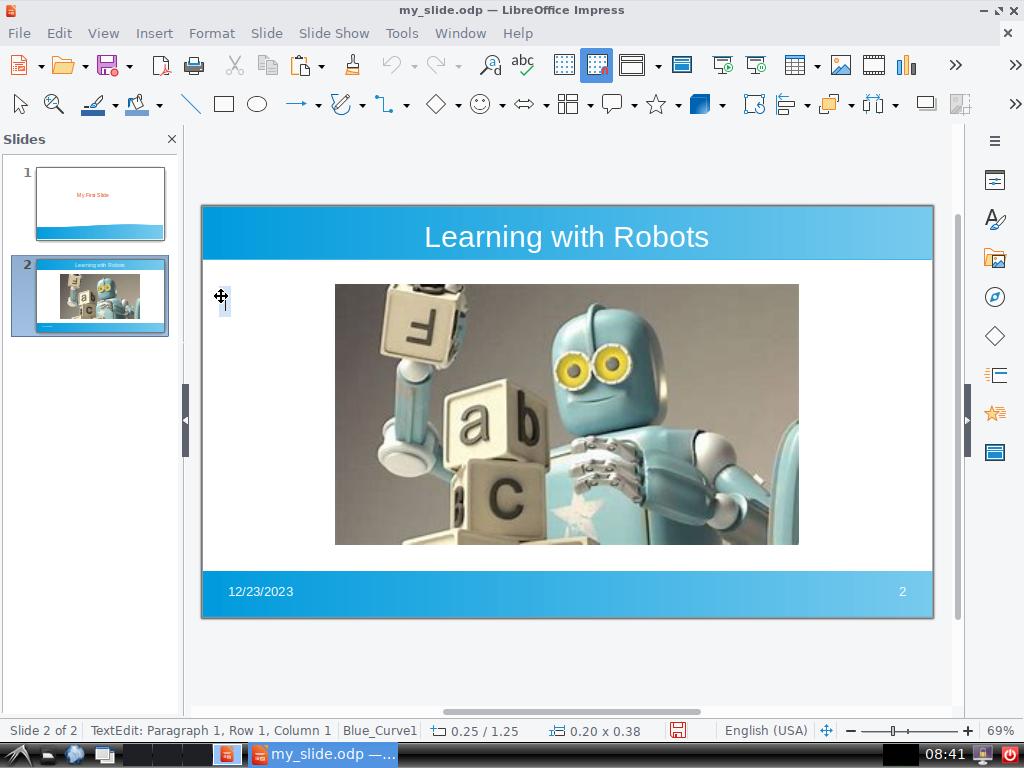 my_slide.odp — LibreOffice Impress
File Edit View Insert Format Slide Slide Show Tools Window Help
abc
Slides
1
My First Slide
2
Learning with Robots
Learning with Robots
F
a b
B C
12/23/2023 2
Slide 2 of 2 TextEdit: Paragraph 1, Row 1, Column 1 Blue_Curve1 0.25 / 1.25 0.20 x 0.38 English (USA) 69%
my_slide.odp —... 08:41